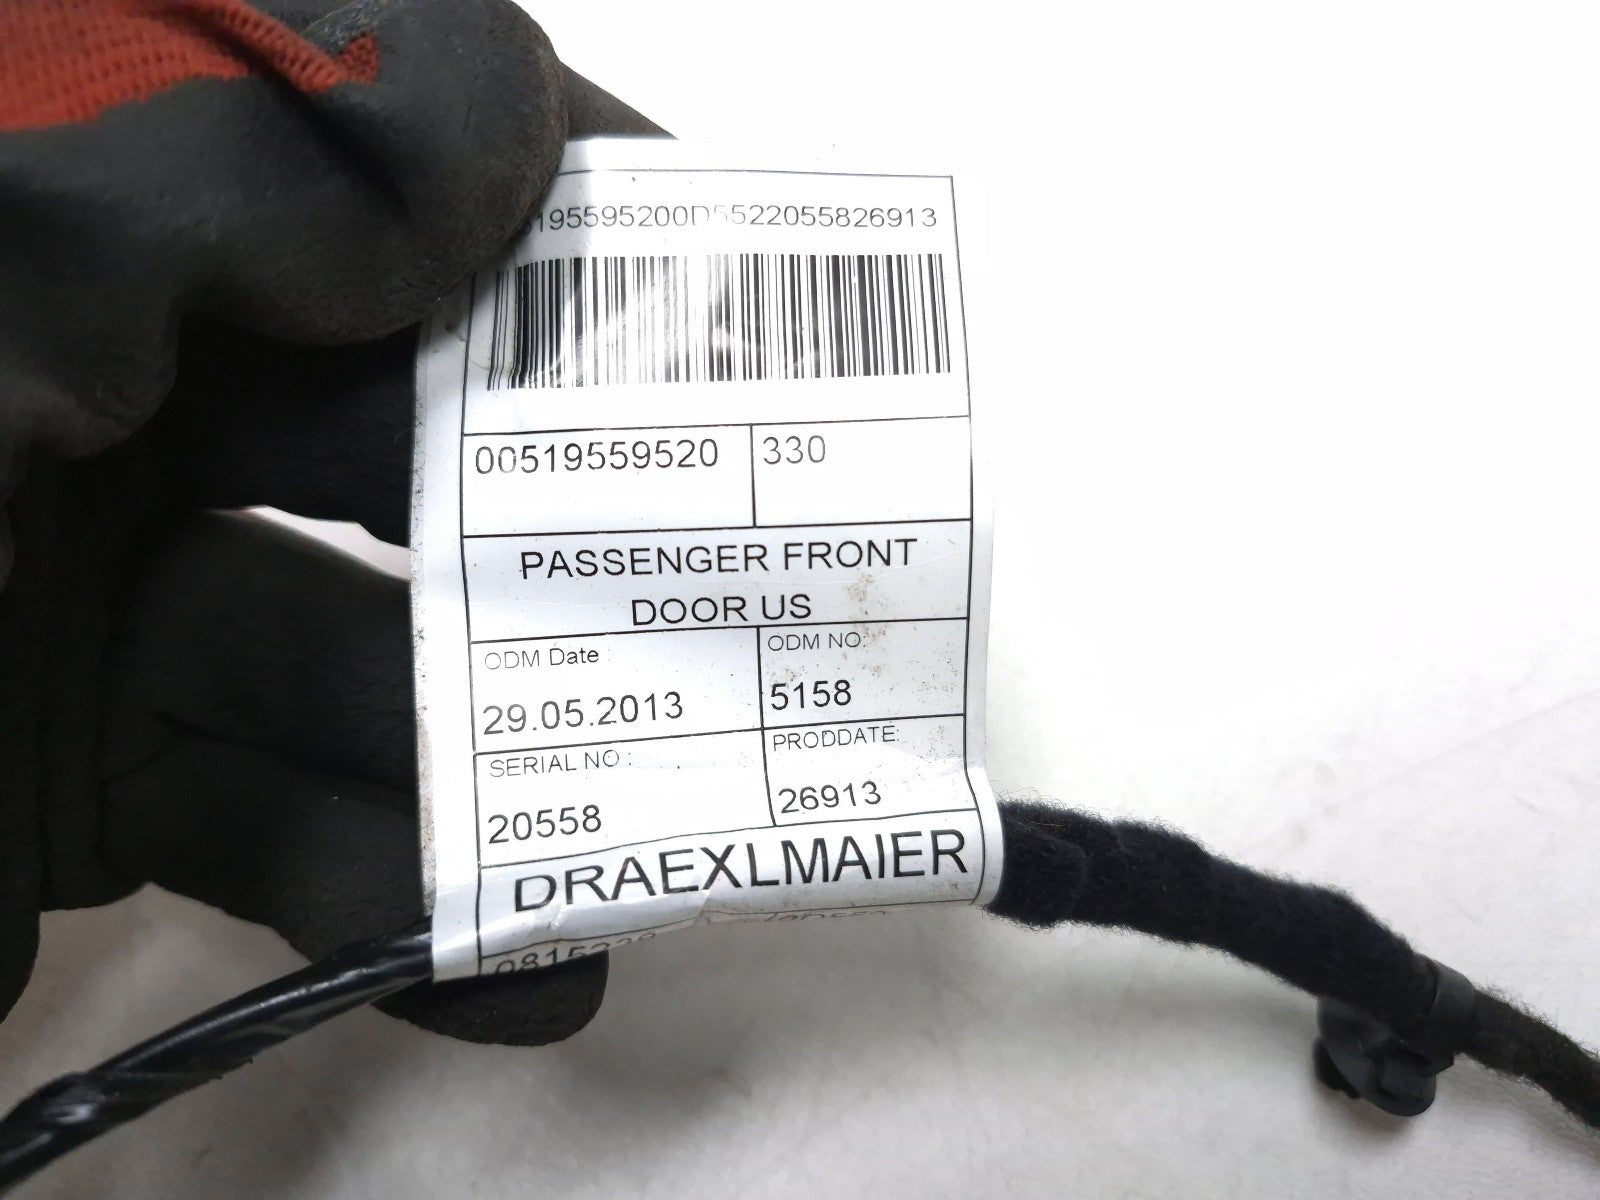 5195595200D5522055826913
00519559520 330
PASSENGER FRONT
DOOR US
ODM Date : ODM NO:
29.05.2013 5158
SERIAL NO : PRODDATE:
20558 26913
DRAEXLMAIER